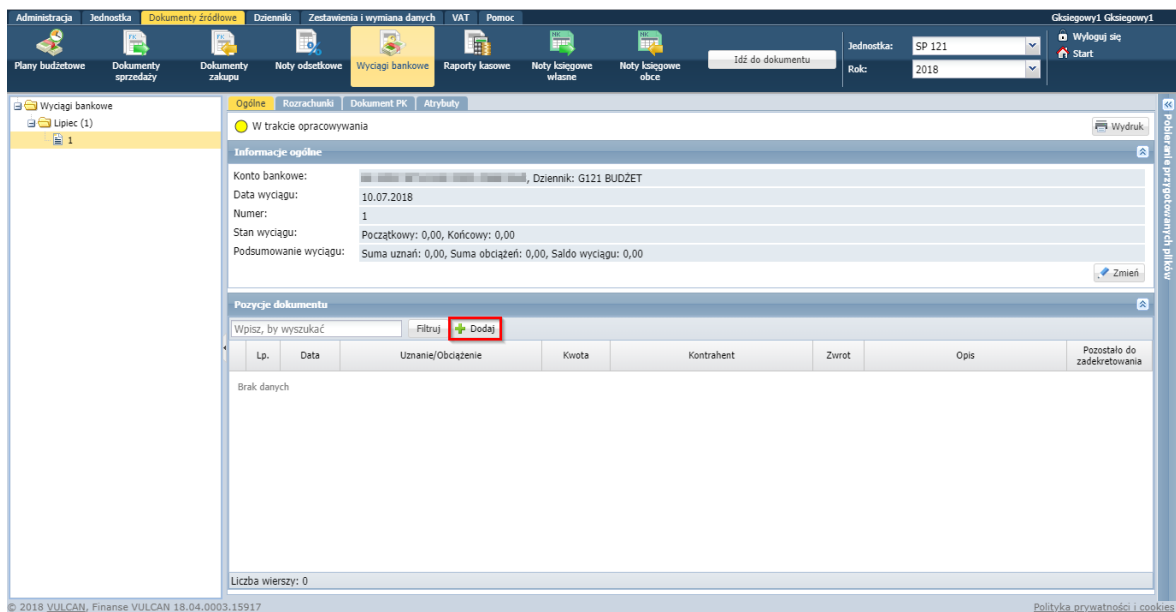 Administracja Jednostka Dokumenty źródłowe Dzienniki Zestawienia i wymiana danych VAT Pomoc Gksiegowy1 Gksiegowy1
Plany budżetowe Dokumenty sprzedaży Dokumenty zakupu Noty odsetkowe Wyciągi bankowe Raporty kasowe Noty księgowe własne Noty księgowe obce Idź do dokumentu
Jednostka: SP 121
Rok: 2018
Wyloguj się
Start
Wyciągi bankowe
Lipiec (1)
1
Ogólne Rozrachunki Dokument PK Atrybuty
W trakcie opracowywania Wydruk
Informacje ogólne
Konto bankowe: , Dziennik: G121 BUDŻET
Data wyciągu: 10.07.2018
Numer: 1
Stan wyciągu: Początkowy: 0,00, Końcowy: 0,00
Podsumowanie wyciągu: Suma uznań: 0,00, Suma obciążeń: 0,00, Saldo wyciągu: 0,00
Zmień
Pozycje dokumentu
Wpisz, by wyszukać Filtruj Dodaj
Lp. Data Uznanie/Obciążenie Kwota Kontrahent Zwrot Opis Pozostało do zadekretowania
Brak danych
Liczba wierszy: 0
Pobieranie przygotowanych plików
© 2018 VULCAN, Finanse VULCAN 18.04.0003.15917 Polityka prywatności i cookies